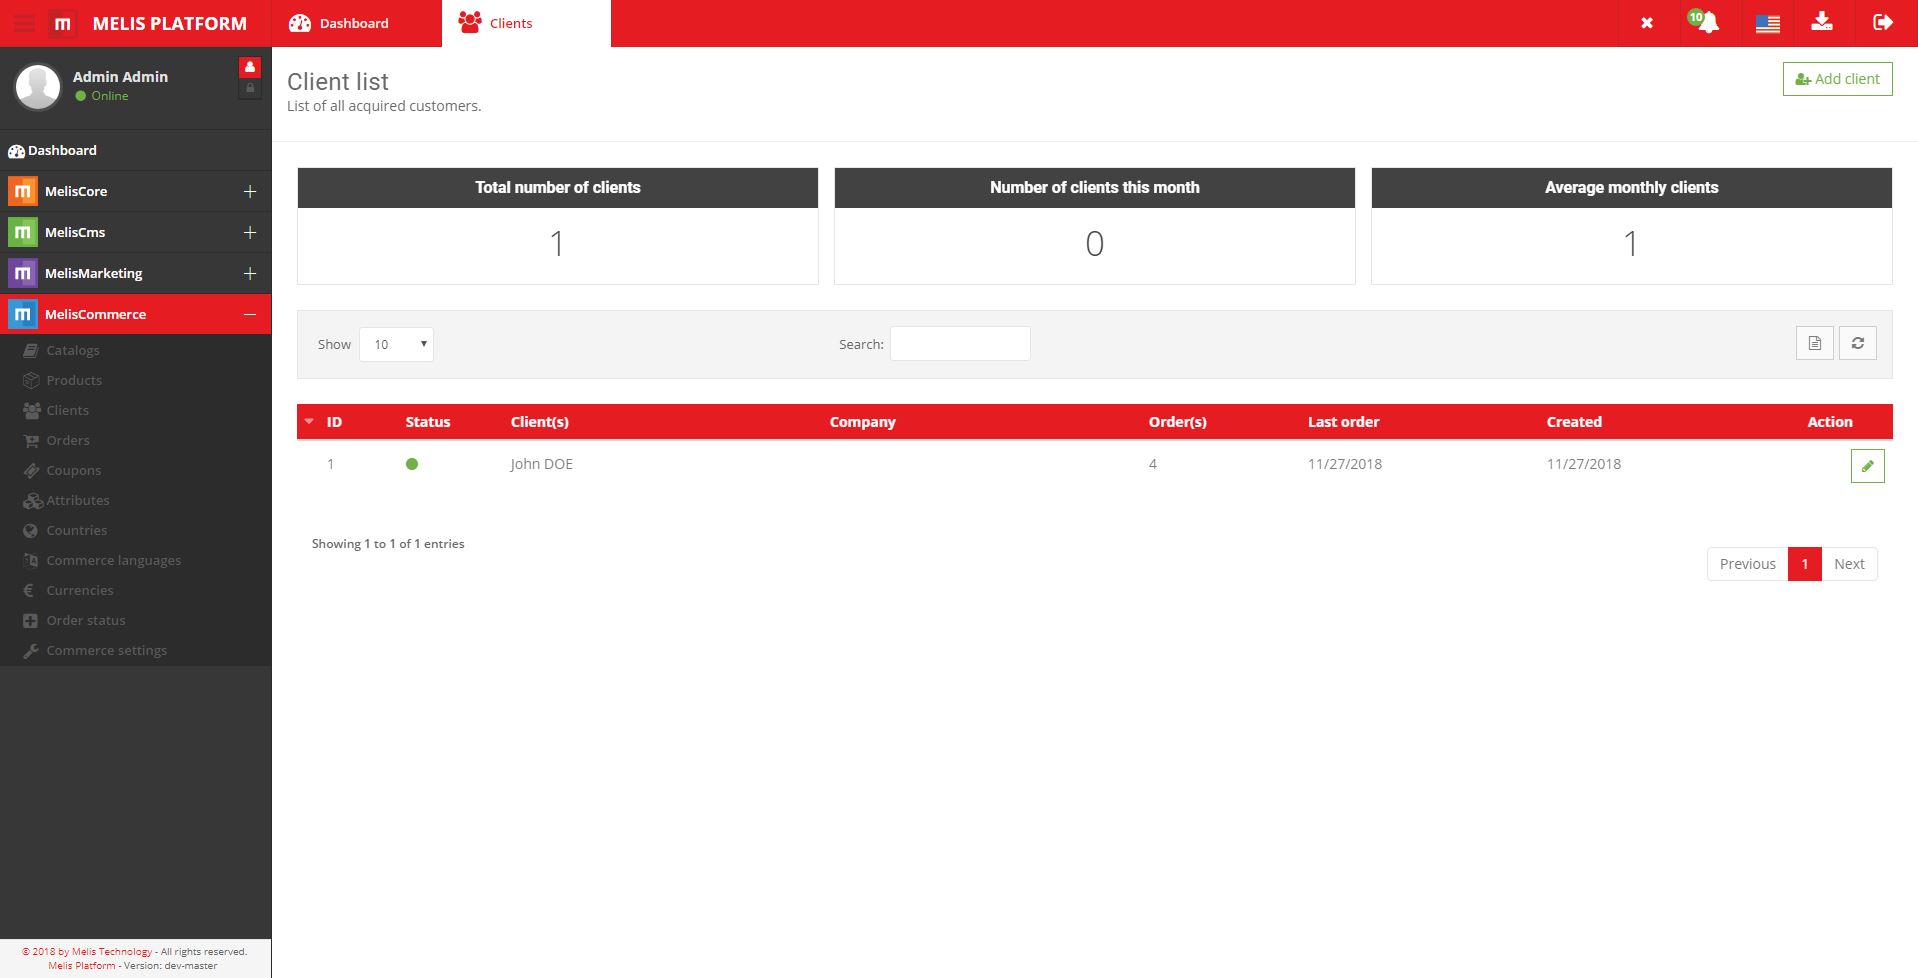 MELIS PLATFORM
Dashboard
Clients
10
Admin Admin
Online
Dashboard
MelisCore
MelisCms
MelisMarketing
MelisCommerce
Catalogs
Products
Clients
Orders
Coupons
Attributes
Countries
Commerce languages
Currencies
Order status
Commerce settings
© 2018 by Melis Technology - All rights reserved.
Melis Platform - Version: dev-master
Client list
List of all acquired customers.
Add client
Total number of clients
1
Number of clients this month
0
Average monthly clients
1
Show 10
Search:
ID Status Client(s) Company Order(s) Last order Created Action
1 John DOE 4 11/27/2018 11/27/2018
Showing 1 to 1 of 1 entries
Previous 1 Next